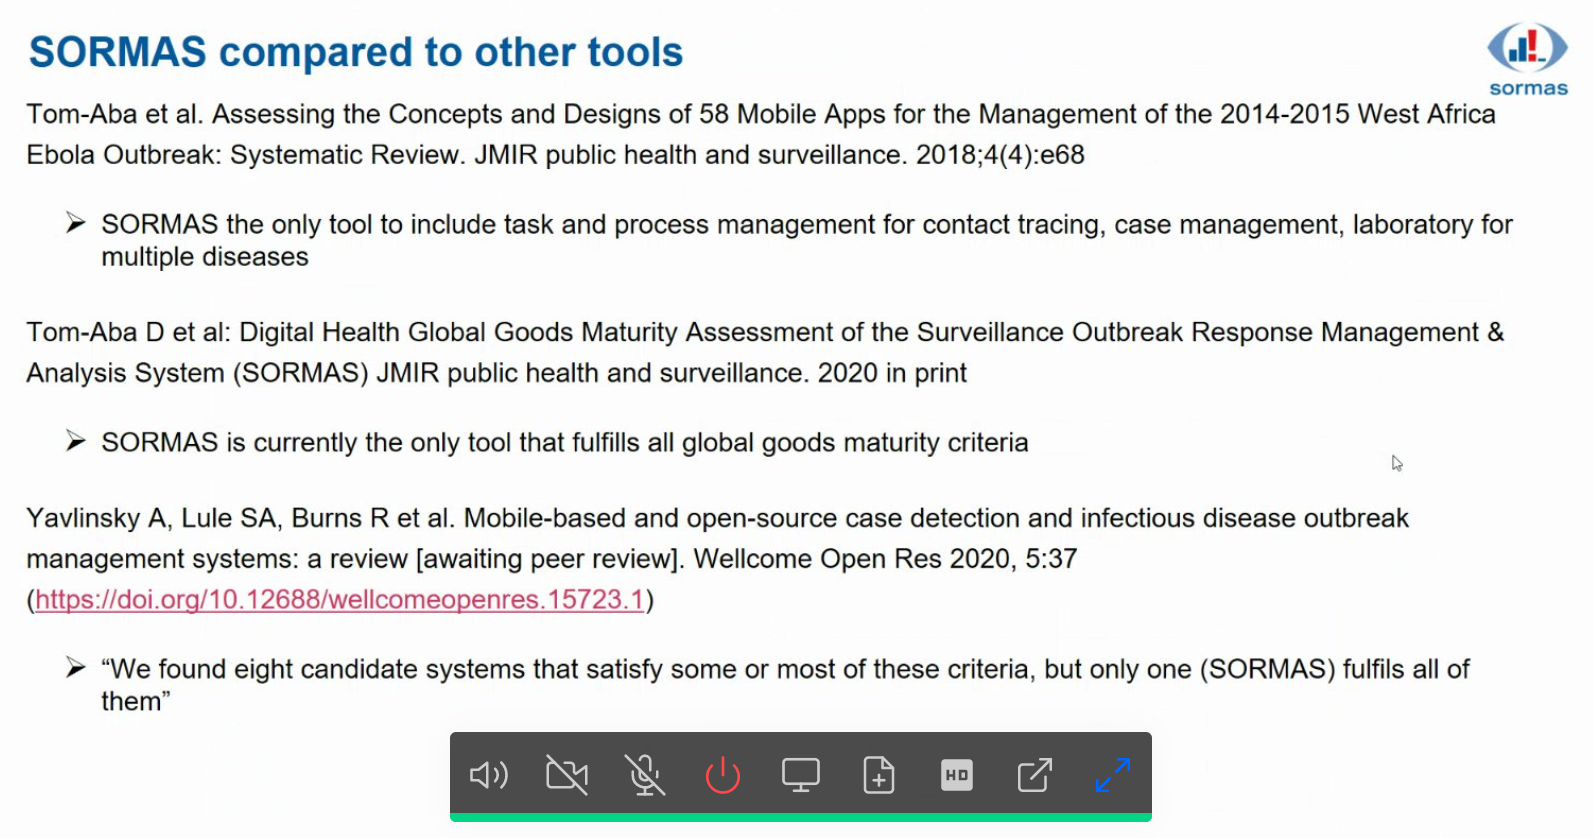 SORMAS compared to other tools
sormas
Tom-Aba et al. Assessing the Concepts and Designs of 58 Mobile Apps for the Management of the 2014-2015 West Africa
Ebola Outbreak: Systematic Review. JMIR public health and surveillance. 2018;4(4):e68
➢ SORMAS the only tool to include task and process management for contact tracing, case management, laboratory for
multiple diseases
Tom-Aba D et al: Digital Health Global Goods Maturity Assessment of the Surveillance Outbreak Response Management &
Analysis System (SORMAS) JMIR public health and surveillance. 2020 in print
➢ SORMAS is currently the only tool that fulfills all global goods maturity criteria
Yavlinsky A, Lule SA, Burns R et al. Mobile-based and open-source case detection and infectious disease outbreak
management systems: a review [awaiting peer review]. Wellcome Open Res 2020, 5:37
(https://doi.org/10.12688/wellcomeopenres.15723.1)
➢ “We found eight candidate systems that satisfy some or most of these criteria, but only one (SORMAS) fulfils all of
them”
HD